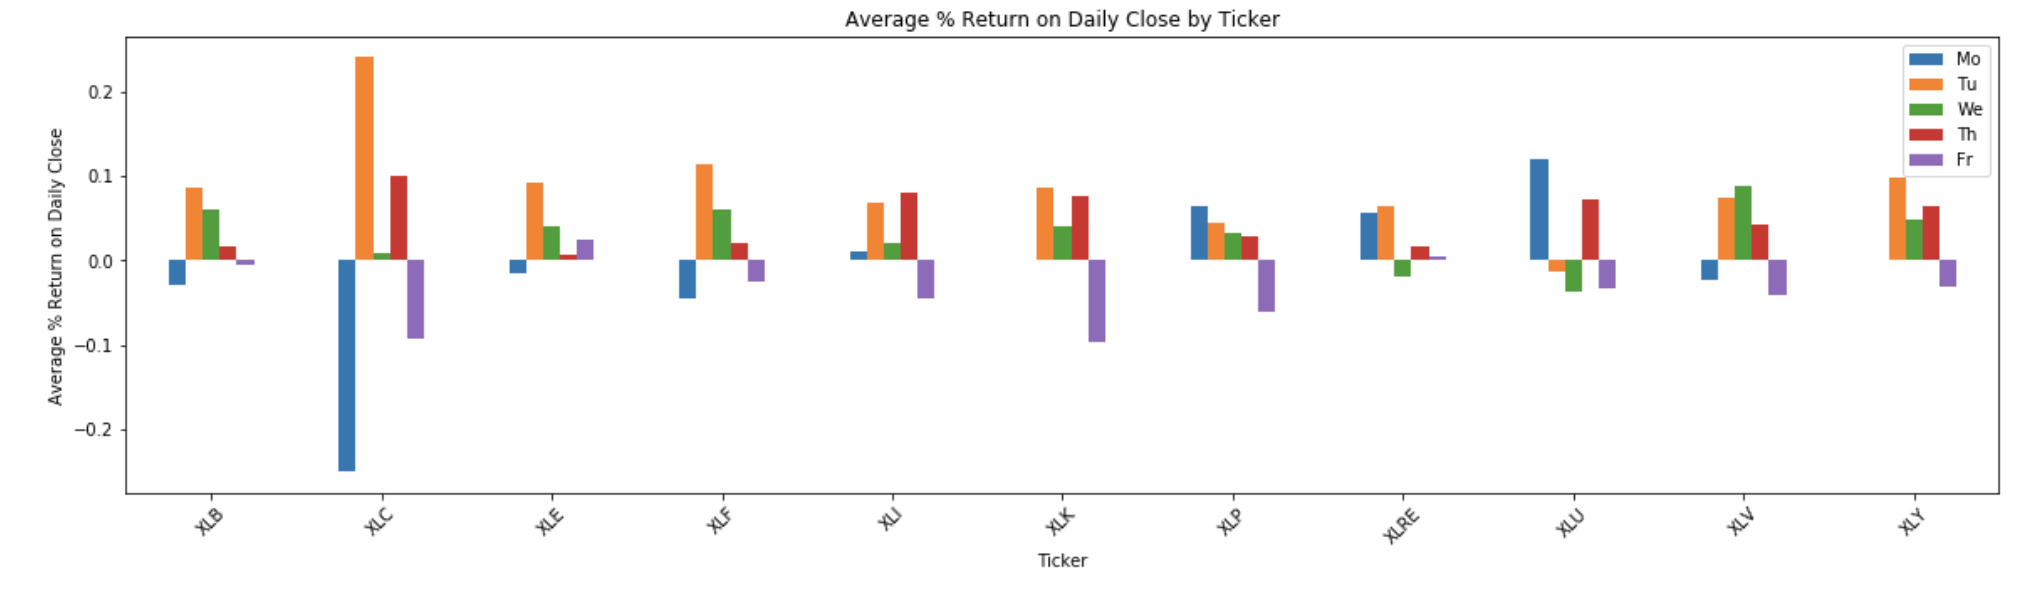 Average % Return on Daily Close by Ticker
Average % Return on Daily Close
0.2
0.1
0.0
−0.1
−0.2
Mo
Tu
We
Th
Fr
XLB XLC XLE XLF XLI XLK XLP XLRE XLU XLV XLY
Ticker